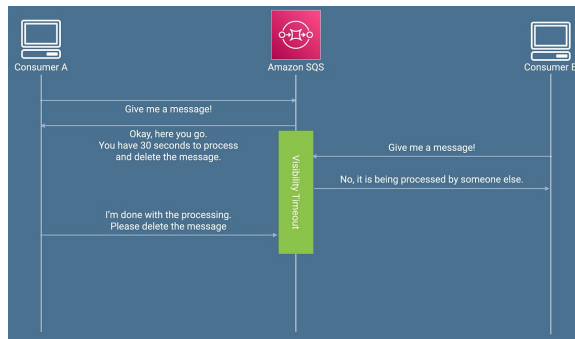 Consumer A
Amazon SQS
Consumer
Give me a message!
Okay, here you go.
You have 30 seconds to process
and delete the message.
Give me a message!
No, it is being processed by someone else.
Visibility Timeout
I'm done with the processing.
Please delete the message